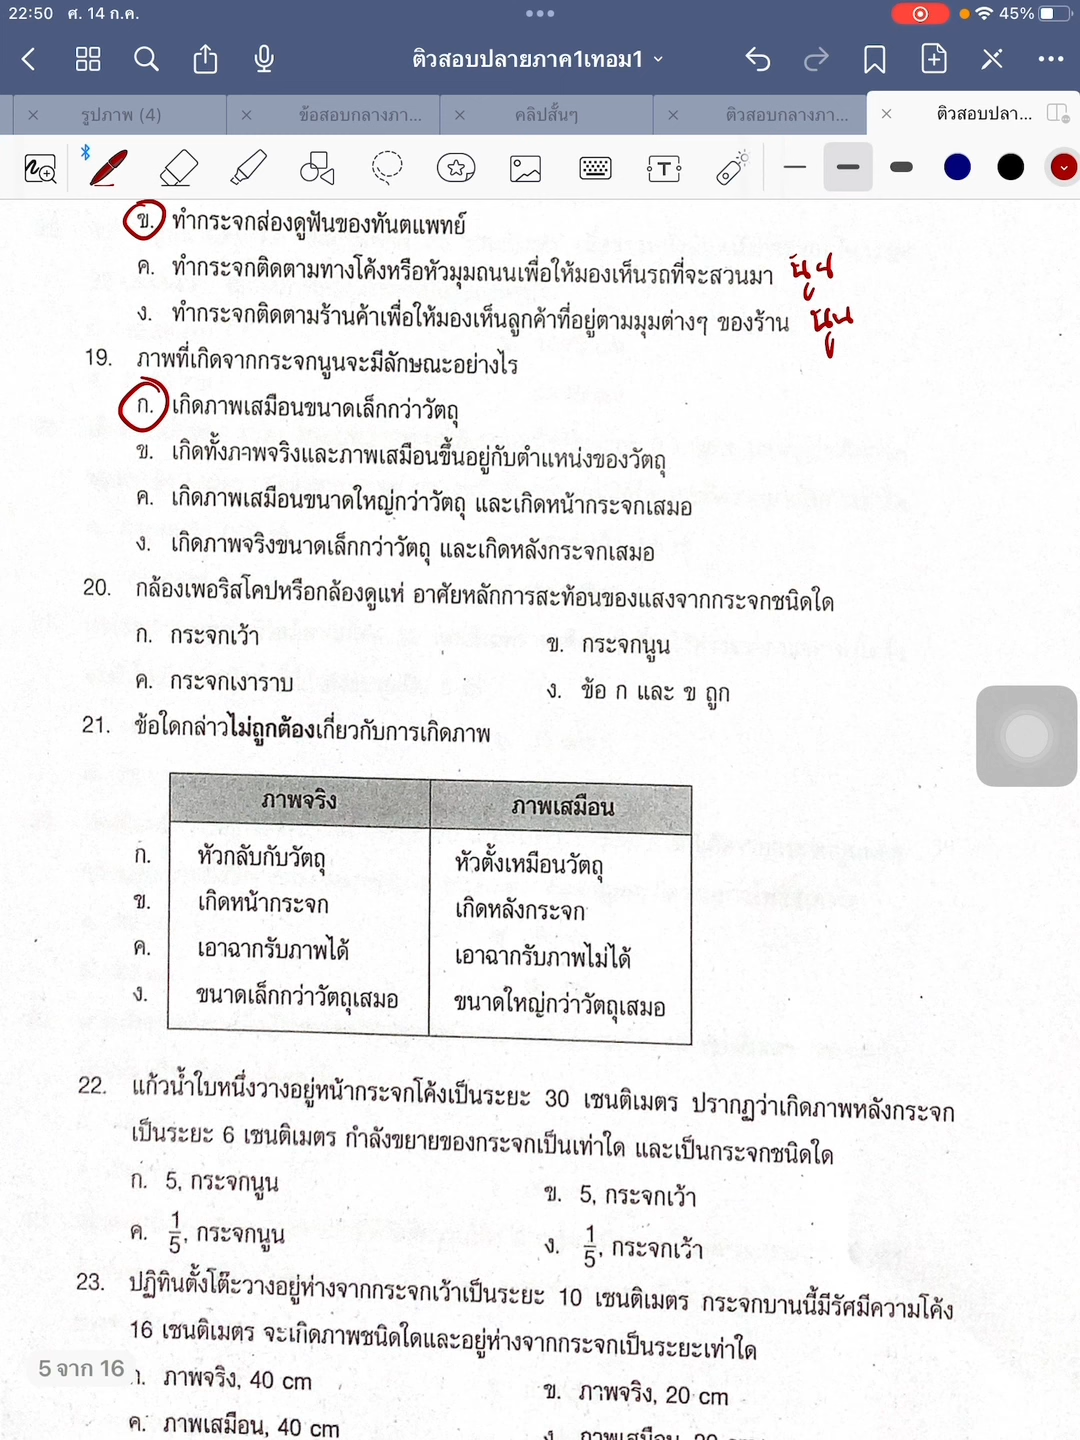 22:50 ศ. 14 ก.ค. 45%
ติวสอบปลายภาค1เทอม1
รูปภาพ (4) ข้อสอบกลางภา... คลิปสั้นๆ ติวสอบกลางภา... ติวสอบปลา...
ข. ทำกระจกส่องดูฟันของทันตแพทย์
ค. ทำกระจกติดตามทางโค้งหรือหัวมุมถนนเพื่อให้มองเห็นรถที่จะสวนมา นูน
ง. ทำกระจกติดตามร้านค้าเพื่อให้มองเห็นลูกค้าที่อยู่ตามมุมต่างๆ ของร้าน นูน
19. ภาพที่เกิดจากกระจกนูนจะมีลักษณะอย่างไร
ก. เกิดภาพเสมือนขนาดเล็กกว่าวัตถุ
ข. เกิดทั้งภาพจริงและภาพเสมือนขึ้นอยู่กับตำแหน่งของวัตถุ
ค. เกิดภาพเสมือนขนาดใหญ่กว่าวัตถุ และเกิดหน้ากระจกเสมอ
ง. เกิดภาพจริงขนาดเล็กกว่าวัตถุ และเกิดหลังกระจกเสมอ
20. กล้องเพอริสโคปหรือกล้องดูแห่ อาศัยหลักการสะท้อนของแสงจากกระจกชนิดใด
ก. กระจกเว้า ข. กระจกนูน
ค. กระจกเงาราบ ง. ข้อ ก และ ข ถูก
21. ข้อใดกล่าวไม่ถูกต้องเกี่ยวกับการเกิดภาพ
ภาพจริง ภาพเสมือน
ก. หัวกลับกับวัตถุ หัวตั้งเหมือนวัตถุ
ข. เกิดหน้ากระจก เกิดหลังกระจก
ค. เอาฉากรับภาพได้ เอาฉากรับภาพไม่ได้
ง. ขนาดเล็กกว่าวัตถุเสมอ ขนาดใหญ่กว่าวัตถุเสมอ
22. แก้วน้ำใบหนึ่งวางอยู่หน้ากระจกโค้งเป็นระยะ 30 เซนติเมตร ปรากฏว่าเกิดภาพหลังกระจก
เป็นระยะ 6 เซนติเมตร กำลังขยายของกระจกเป็นเท่าใด และเป็นกระจกชนิดใด
ก. 5, กระจกนูน ข. 5, กระจกเว้า
ค. 1/5, กระจกนูน ง. 1/5, กระจกเว้า
23. ปฏิทินตั้งโต๊ะวางอยู่ห่างจากกระจกเว้าเป็นระยะ 10 เซนติเมตร กระจกบานนี้มีรัศมีความโค้ง
16 เซนติเมตร จะเกิดภาพชนิดใดและอยู่ห่างจากกระจกเป็นระยะเท่าใด
5 จาก 16
ก. ภาพจริง, 40 cm ข. ภาพจริง, 20 cm
ค. ภาพเสมือน, 40 cm